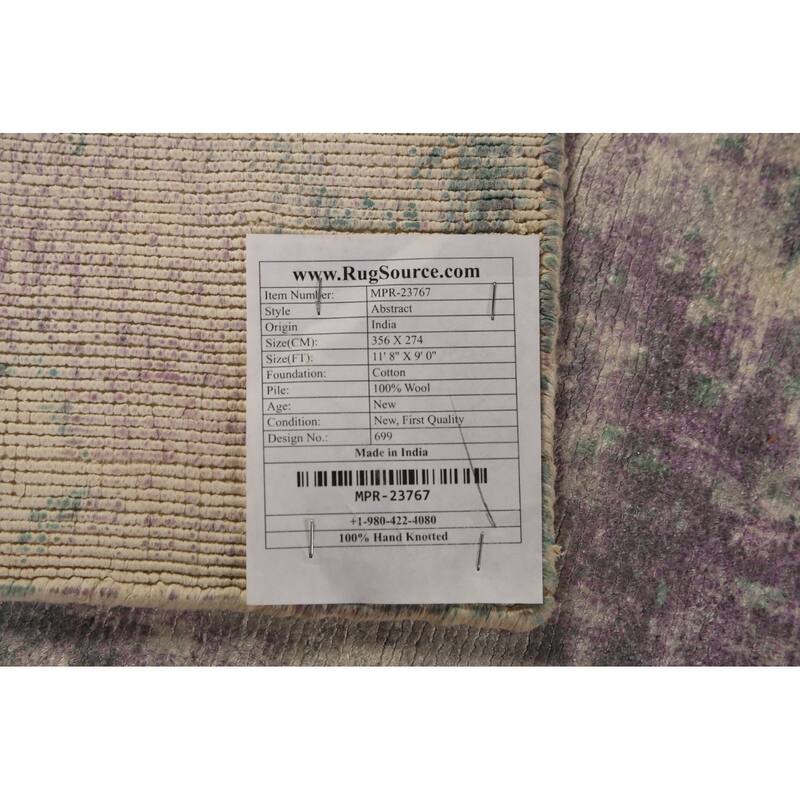 www.RugSource.com
Item Number: MPR-23767
Style Abstract
Origin India
Size(CM): 356 X 274
Size(FT): 11' 8" X 9' 0"
Foundation: Cotton
Pile: 100% Wool
Age: New
Condition: New, First Quality
Design No.: 699
Made in India
MPR-23767
+1-980-422-4080
100% Hand Knotted